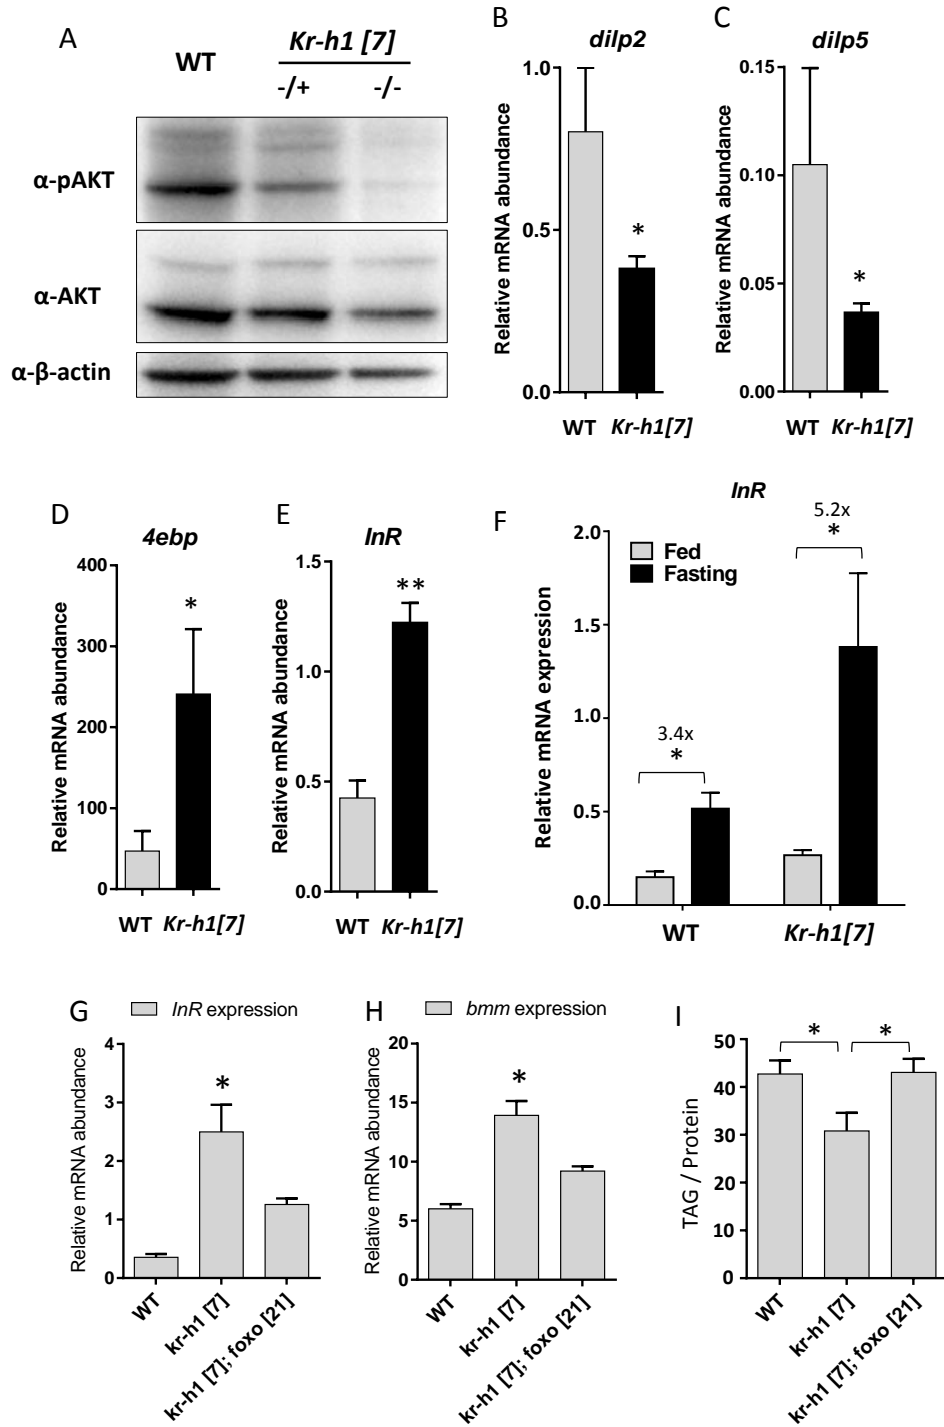 A
WT
Kr-h1 [7]
-/+ -/-
α-pAKT
α-AKT
α-β-actin
B
dilp2
Relative mRNA abundance
1.0
0.5
0.0
*
WT Kr-h1[7]
C
dilp5
Relative mRNA abundance
0.15
0.10
0.05
0.00
*
WT Kr-h1[7]
D
4ebp
Relative mRNA abundance
400
300
200
100
0
*
WT Kr-h1[7]
E
InR
Relative mRNA abundance
1.5
1.0
0.5
0.0
**
WT Kr-h1[7]
F
InR
Relative mRNA expression
2.0
1.5
1.0
0.5
0.0
Fed
Fasting
3.4x
*
5.2x
*
WT Kr-h1[7]
G
InR expression
Relative mRNA abundance
4
3
2
1
0
*
WT
kr-h1 [7]
kr-h1 [7]; foxo [21]
H
bmm expression
Relative mRNA abundance
20
15
10
5
0
*
WT
kr-h1 [7]
kr-h1 [7]; foxo [21]
I
TAG / Protein
50
40
30
20
10
0
* *
WT
kr-h1 [7]
kr-h1 [7]; foxo [21]